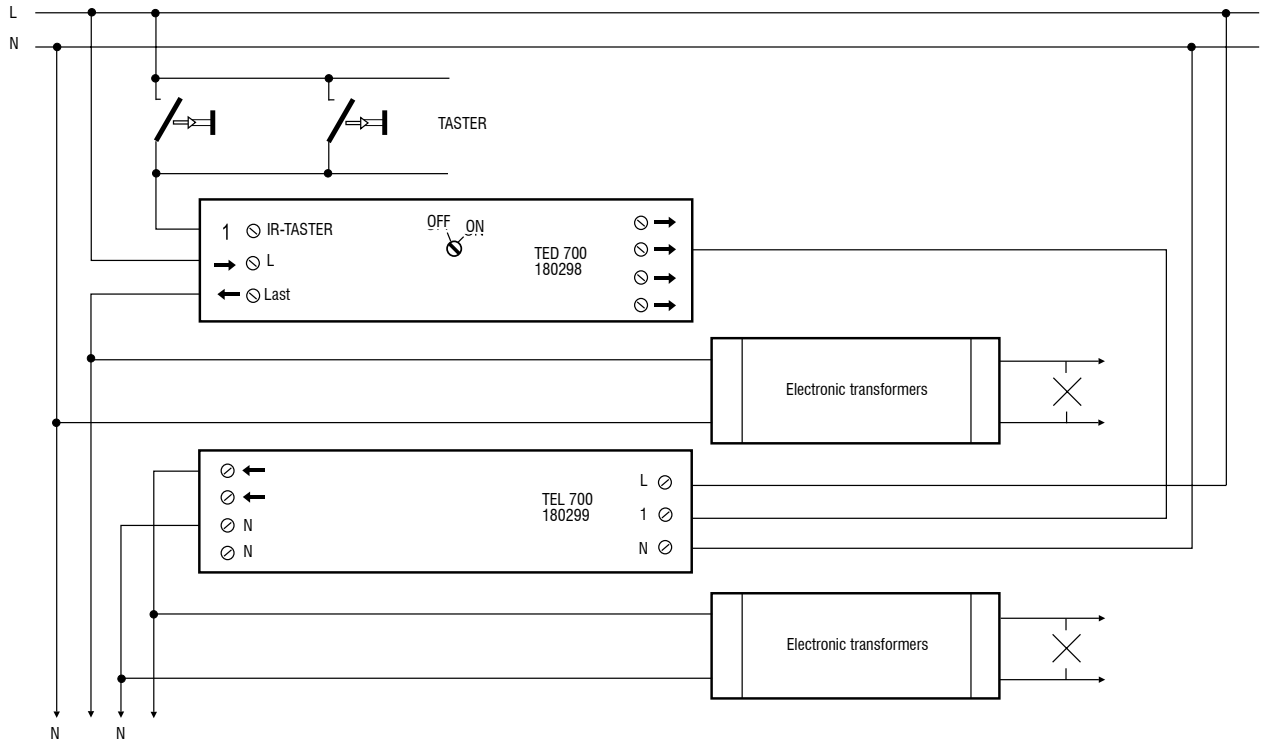 L
N
TASTER
1 IR-TASTER
L
Last
OFF ON
TED 700
180298
Electronic transformers
N
N
TEL 700
180299
L
1
N
Electronic transformers
N N